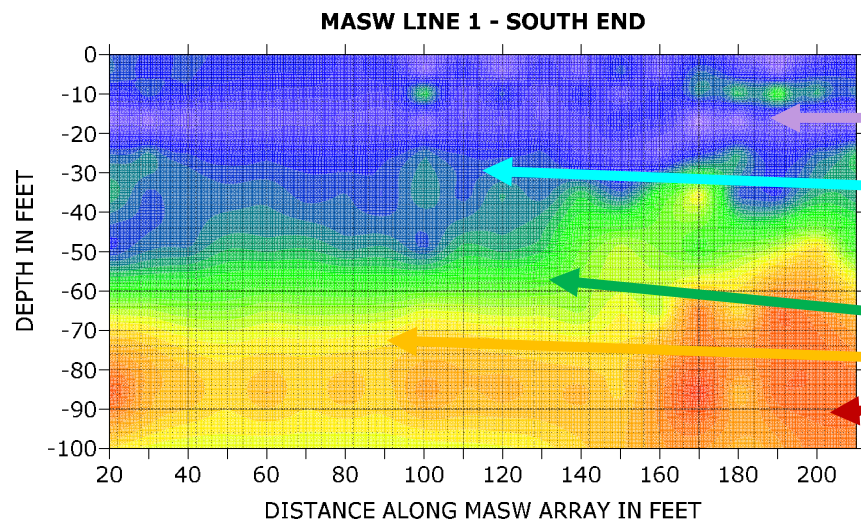 MASW LINE 1 - SOUTH END
0
-10
-20
-30
-40
-50
-60
-70
-80
-90
-100
DEPTH IN FEET
20 40 60 80 100 120 140 160 180 200
DISTANCE ALONG MASW ARRAY IN FEET